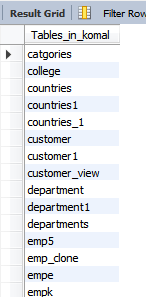 Result Grid Filter Row
Tables_in_komal
catgories
college
countries
countries1
countries_1
customer
customer1
customer_view
department
department1
departments
emp5
emp_clone
empe
empk